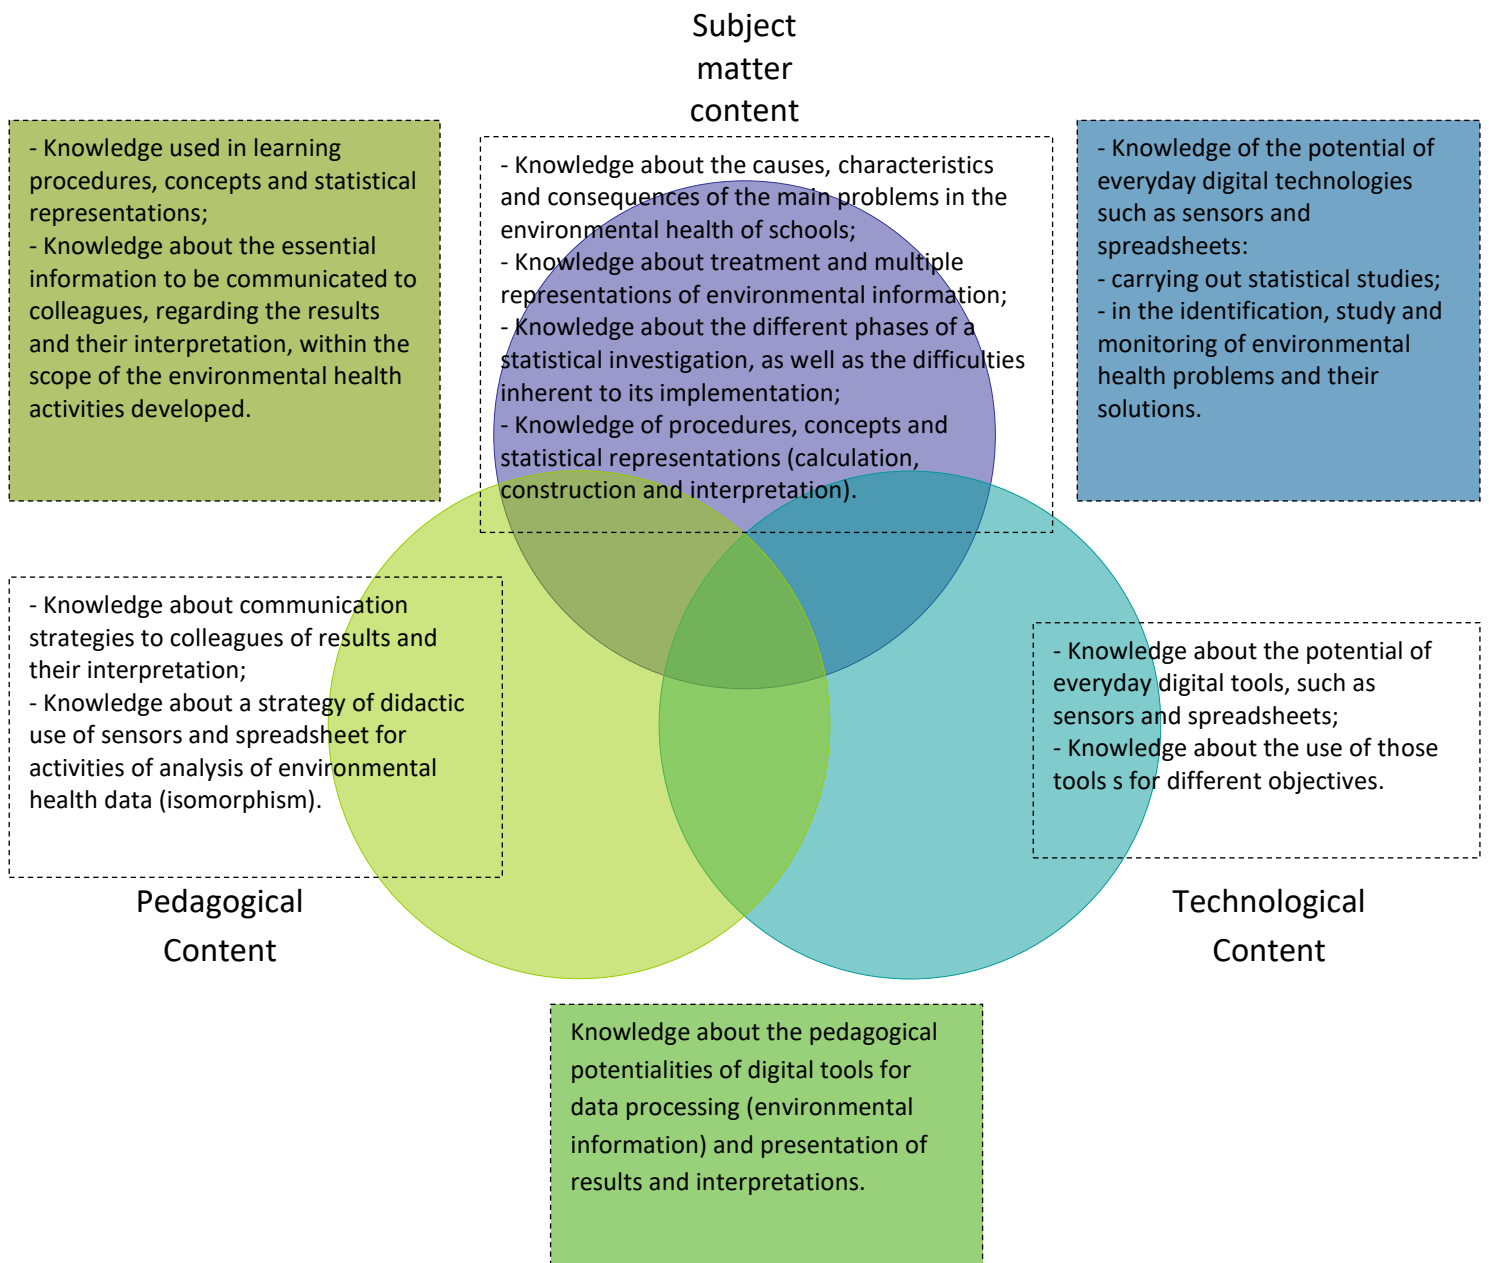 Subject
matter
content
- Knowledge used in learning
procedures, concepts and statistical
representations;
- Knowledge about the essential
information to be communicated to
colleagues, regarding the results
and their interpretation, within the
scope of the environmental health
activities developed.
- Knowledge about the causes, characteristics
and consequences of the main problems in the
environmental health of schools;
- Knowledge about treatment and multiple
representations of environmental information;
- Knowledge about the different phases of a
statistical investigation, as well as the difficulties
inherent to its implementation;
- Knowledge of procedures, concepts and
statistical representations (calculation,
construction and interpretation).
- Knowledge of the potential of
everyday digital technologies
such as sensors and
spreadsheets:
- carrying out statistical studies;
- in the identification, study and
monitoring of environmental
health problems and their
solutions.
- Knowledge about communication
strategies to colleagues of results and
their interpretation;
- Knowledge about a strategy of didactic
use of sensors and spreadsheet for
activities of analysis of environmental
health data (isomorphism).
- Knowledge about the potential of
everyday digital tools, such as
sensors and spreadsheets;
- Knowledge about the use of those
tools s for different objectives.
Pedagogical
Content
Technological
Content
Knowledge about the pedagogical
potentialities of digital tools for
data processing (environmental
information) and presentation of
results and interpretations.